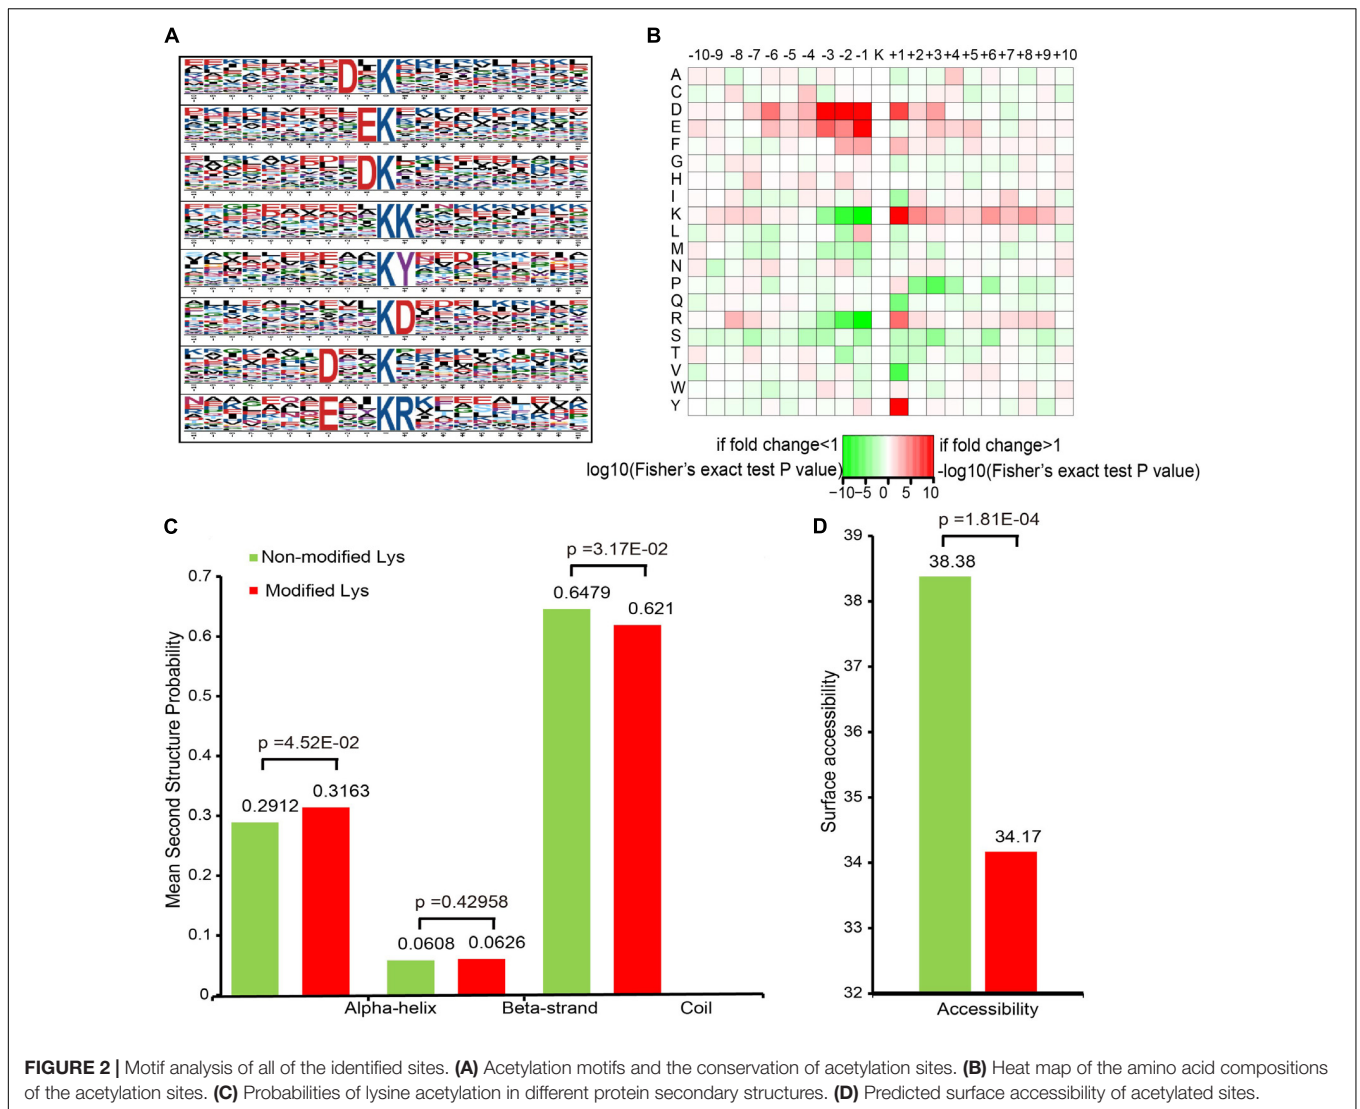 A
D K
EK
DK
KK
KY
KD
D K
E KR
B
-10 -9 -8 -7 -6 -5 -4 -3 -2 -1 K +1 +2 +3 +4 +5 +6 +7 +8 +9 +10
A
C
D
E
F
G
H
I
K
L
M
N
P
Q
R
S
T
V
W
Y
if fold change<1 if fold change>1
log10(Fisher's exact test P value) -log10(Fisher's exact test P value)
-10 -5 0 5 10
C
Non-modified Lys
Modified Lys
Mean Second Structure Probability
0.7
0.6
0.5
0.4
0.3
0.2
0.1
0
p =4.52E-02
0.2912 0.3163
p =0.42958
0.0608 0.0626
p =3.17E-02
0.6479 0.621
Alpha-helix Beta-strand Coil
D
Surface accessibility
39
38
37
36
35
34
33
32
p =1.81E-04
38.38
34.17
Accessibility
FIGURE 2 | Motif analysis of all of the identified sites. (A) Acetylation motifs and the conservation of acetylation sites. (B) Heat map of the amino acid compositions
of the acetylation sites. (C) Probabilities of lysine acetylation in different protein secondary structures. (D) Predicted surface accessibility of acetylated sites.